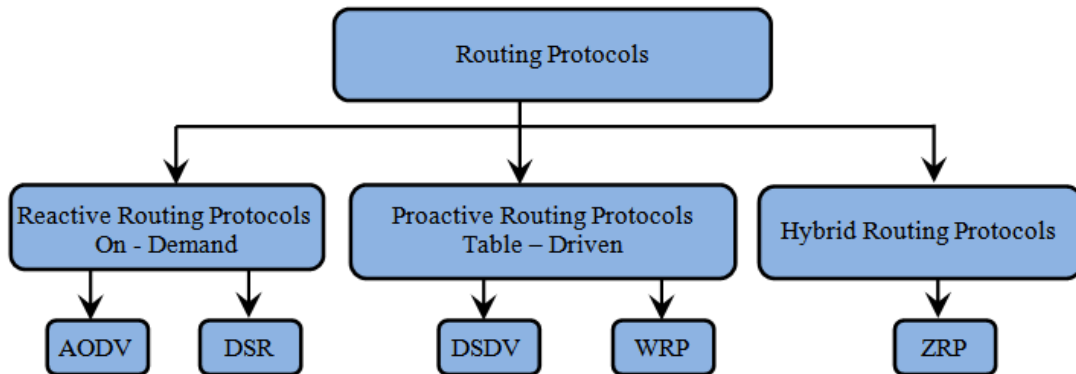 Routing Protocols
Reactive Routing Protocols
On - Demand
Proactive Routing Protocols
Table – Driven
Hybrid Routing Protocols
AODV
DSR
DSDV
WRP
ZRP